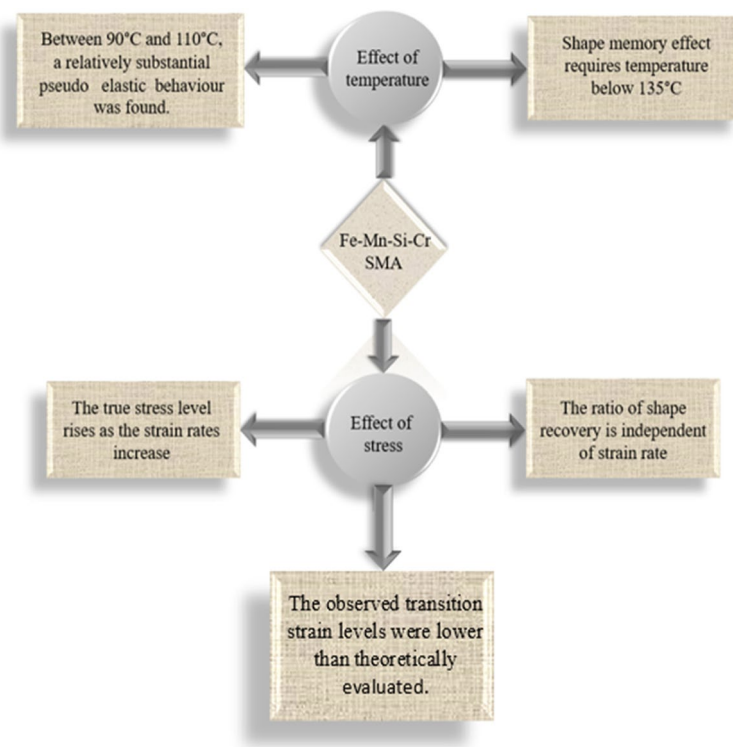 Between 90°C and 110°C,
a relatively substantial
pseudo elastic behaviour
was found.
Effect of
temperature
Shape memory effect
requires temperature
below 135°C
Fe-Mn-Si-Cr
SMA
The true stress level
rises as the strain rates
increase
Effect of
stress
The ratio of shape
recovery is independent
of strain rate
The observed transition
strain levels were lower
than theoretically
evaluated.